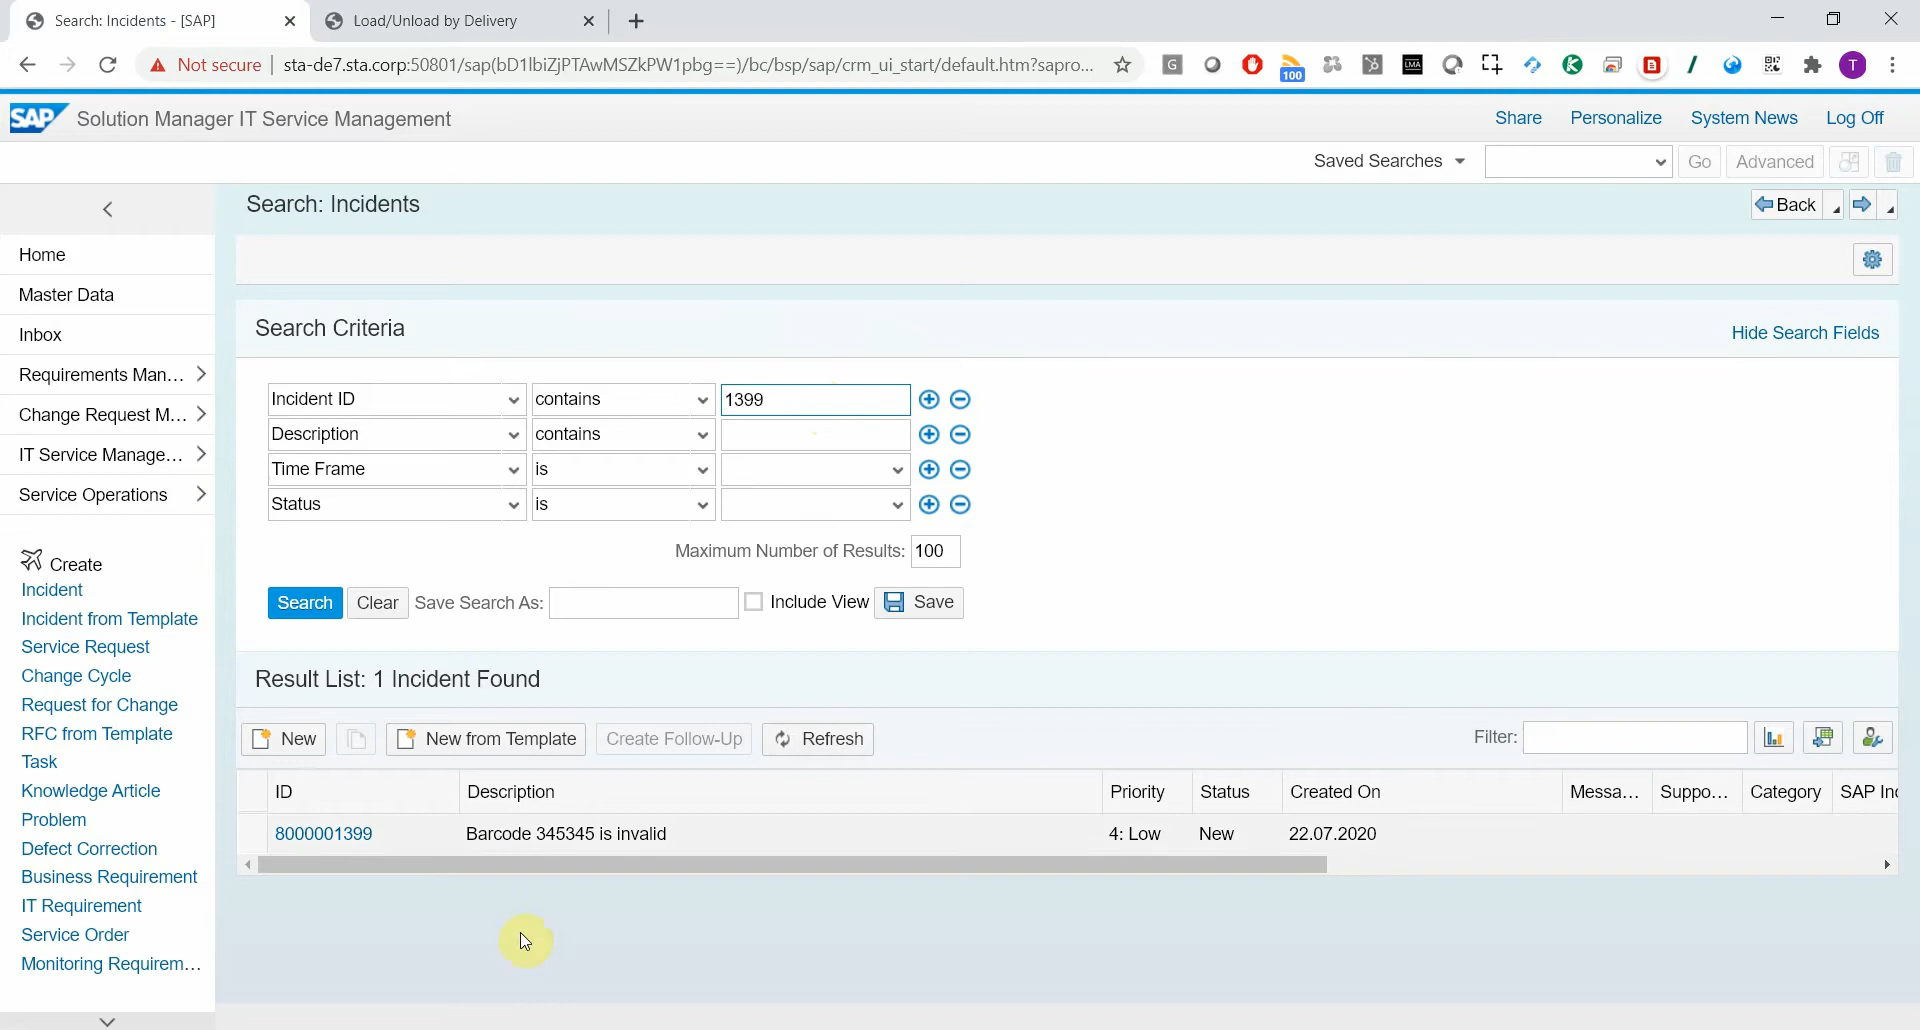 Search: Incidents - [SAP]
Load/Unload by Delivery
Not secure
sta-de7.sta.corp:50801/sap(bD1lbiZjPTAwMSZkPW1pbg==)/bc/bsp/sap/crm_ui_start/default.htm?sapro...
G
100
LMA
T
SAP
Solution Manager IT Service Management
Share
Personalize
System News
Log Off
Saved Searches
Go
Advanced
Search: Incidents
Back
Home
Master Data
Inbox
Requirements Man...
Change Request M...
IT Service Manage...
Service Operations
Create
Incident
Incident from Template
Service Request
Change Cycle
Request for Change
RFC from Template
Task
Knowledge Article
Problem
Defect Correction
Business Requirement
IT Requirement
Service Order
Monitoring Requirem...
Search Criteria
Hide Search Fields
Incident ID contains 1399
Description contains
Time Frame is
Status is
Maximum Number of Results: 100
Search Clear Save Search As: Include View Save
Result List: 1 Incident Found
New New from Template Create Follow-Up Refresh Filter:
ID Description Priority Status Created On Messa... Suppo... Category SAP Inc
8000001399 Barcode 345345 is invalid 4: Low New 22.07.2020